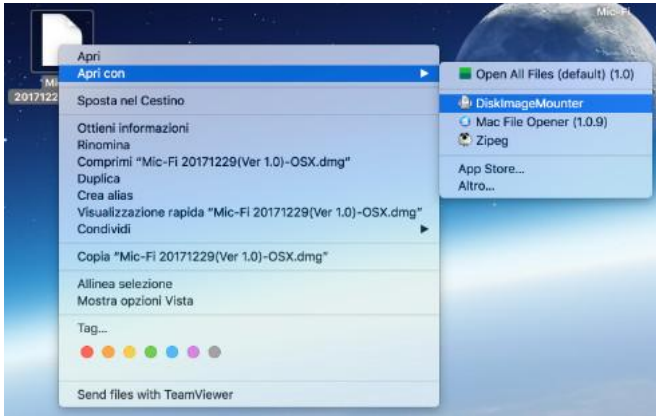 Mic-Fi
Mi
20171229
Apri
Apri con
Sposta nel Cestino
Ottieni informazioni
Rinomina
Comprimi “Mic-Fi 20171229(Ver 1.0)-OSX.dmg”
Duplica
Crea alias
Visualizzazione rapida “Mic-Fi 20171229(Ver 1.0)-OSX.dmg”
Condividi
Copia “Mic-Fi 20171229(Ver 1.0)-OSX.dmg”
Allinea selezione
Mostra opzioni Vista
Tag...
Send files with TeamViewer
Open All Files (default) (1.0)
DiskImageMounter
Mac File Opener (1.0.9)
Zipeg
App Store...
Altro...